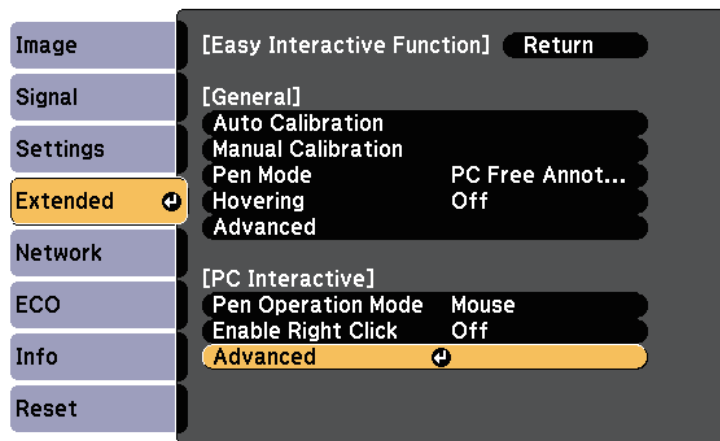 Image
Signal
Settings
Extended
Network
ECO
Info
Reset
[Easy Interactive Function] Return
[General]
Auto Calibration
Manual Calibration
Pen Mode PC Free Annot...
Hovering Off
Advanced
[PC Interactive]
Pen Operation Mode Mouse
Enable Right Click Off
Advanced